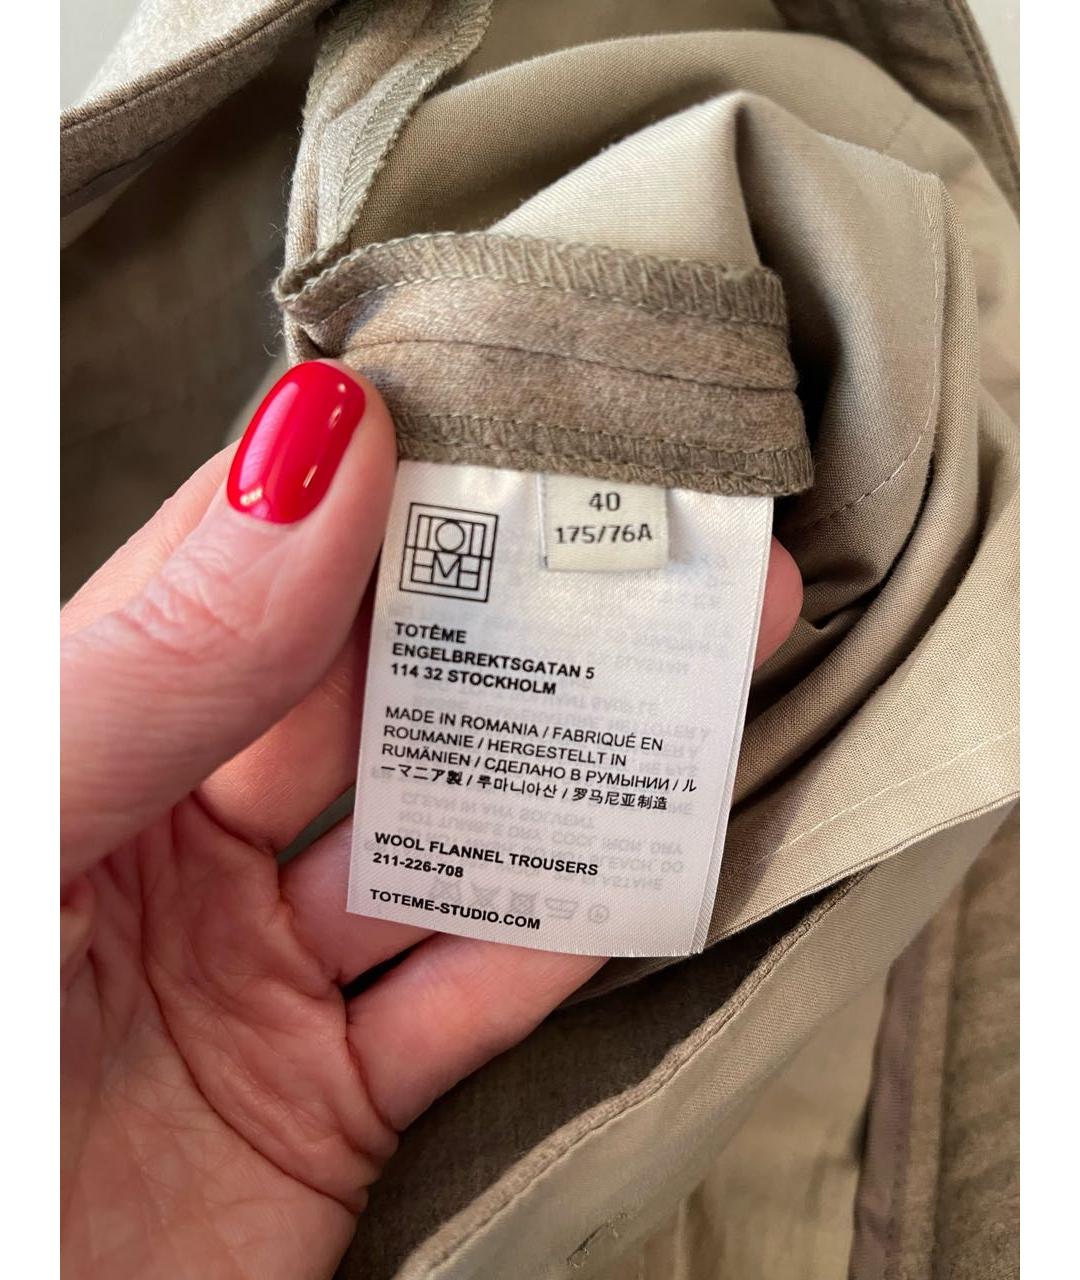 40
175/76A
TOTEME
TOTÊME
ENGELBREKTSGATAN 5
114 32 STOCKHOLM
MADE IN ROMANIA / FABRIQUÉ EN
ROUMANIE / HERGESTELLT IN
RUMÄNIEN / СДЕЛАНО В РУМЫНИИ / ル
ーマニア製 / 루마니아산 / 罗马尼亚制造
WOOL FLANNEL TROUSERS
211-226-708
TOTEME-STUDIO.COM